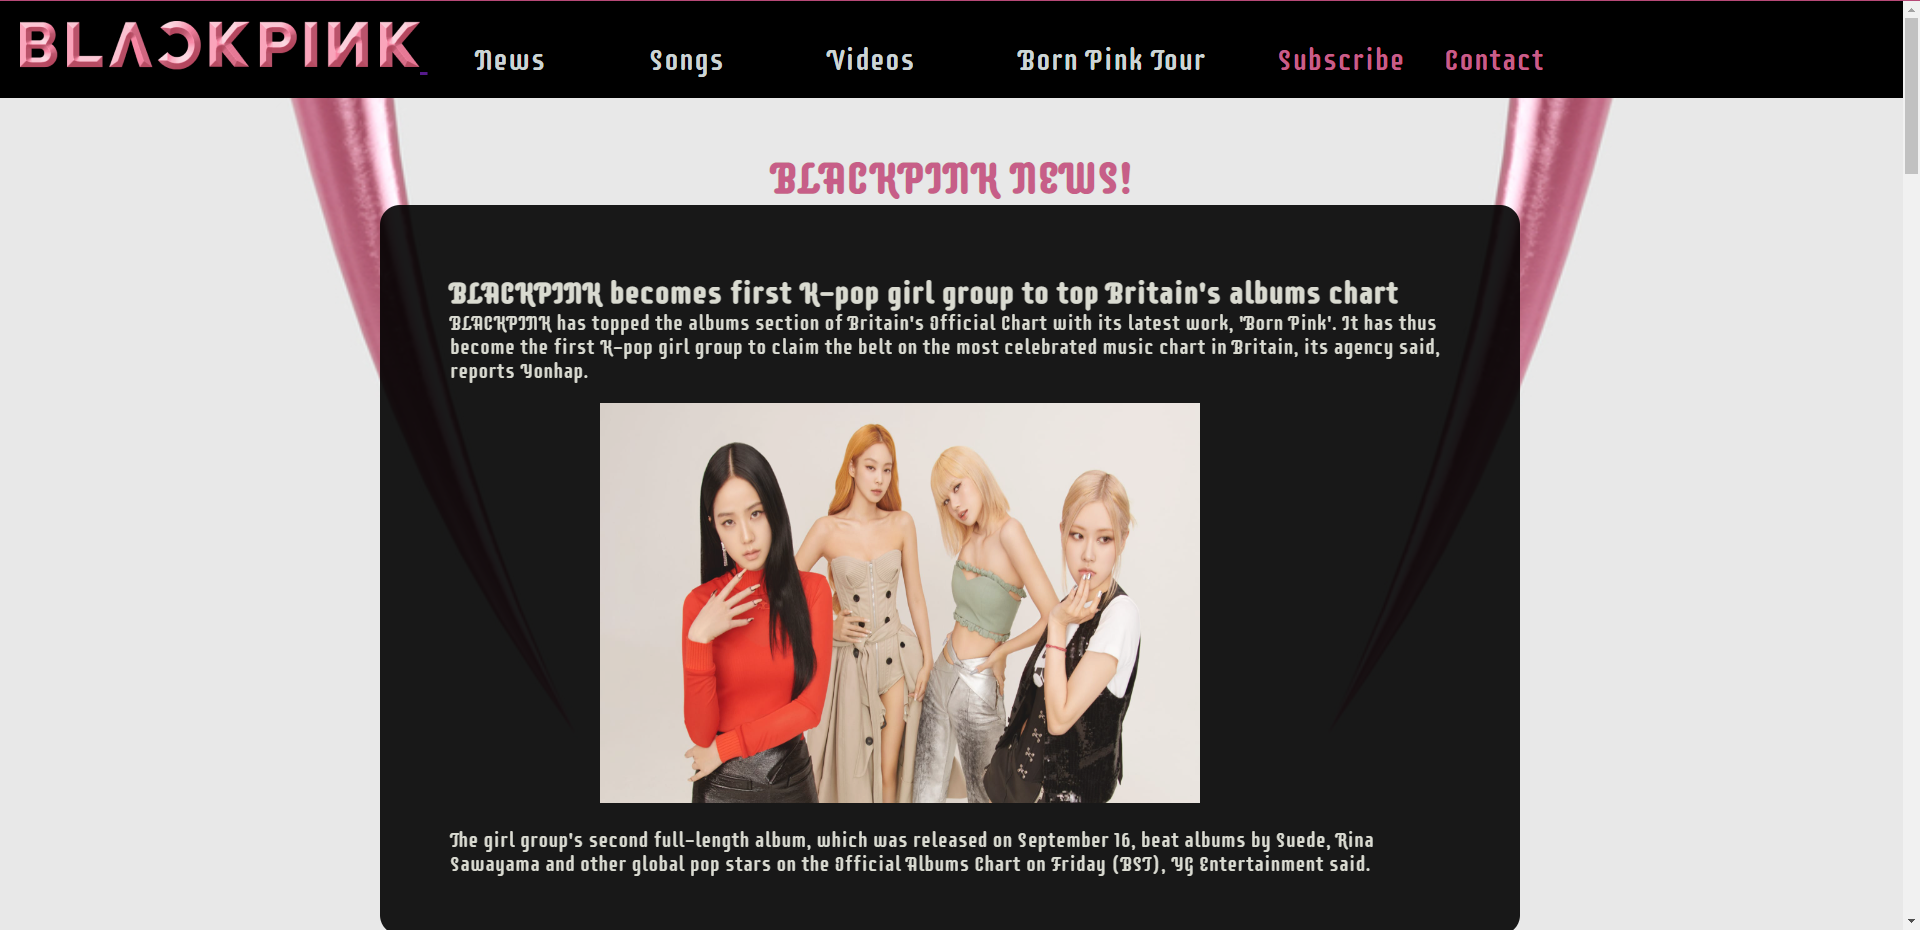 BLACKPINK
News Songs Videos Born Pink Tour Subscribe Contact
BLACKPINK NEWS!
BLACKPINK becomes first K-pop girl group to top Britain's albums chart
BLACKPINK has topped the albums section of Britain's Official Chart with its latest work, 'Born Pink'. It has thus
become the first K-pop girl group to claim the belt on the most celebrated music chart in Britain, its agency said,
reports Yonhap.
The girl group's second full-length album, which was released on September 16, beat albums by Suede, Rina
Sawayama and other global pop stars on the Official Albums Chart on Friday (BST), YG Entertainment said.